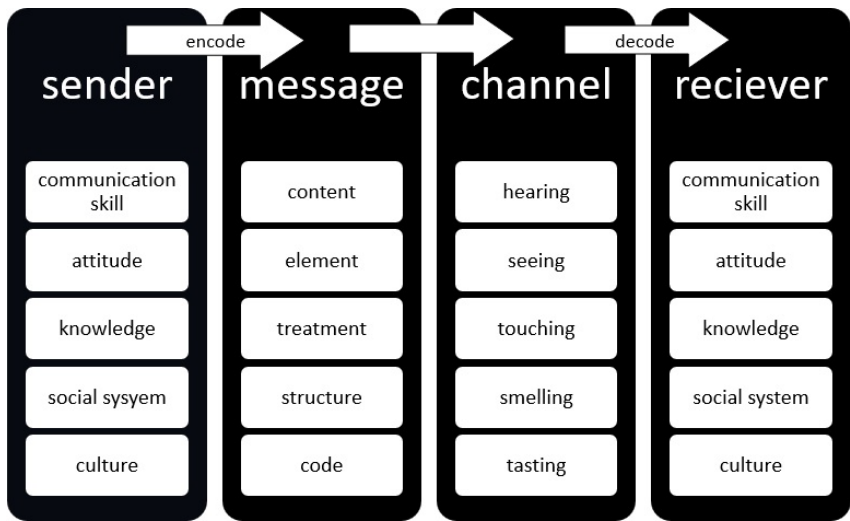 encode
decode
sender
message
channel
reciever
communication
skill
attitude
knowledge
social sysyem
culture
content
element
treatment
structure
code
hearing
seeing
touching
smelling
tasting
communication
skill
attitude
knowledge
social system
culture